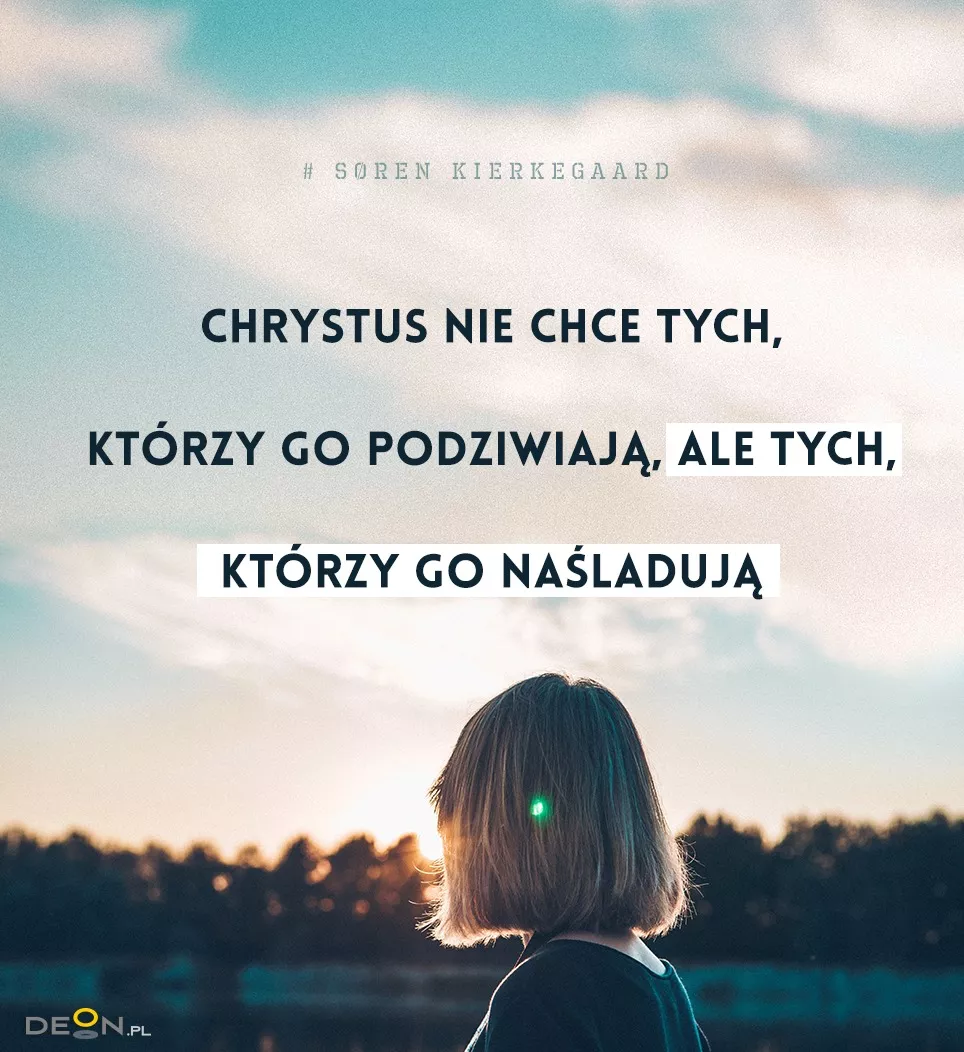 # SØREN KIERKEGAARD
CHRYSTUS NIE CHCE TYCH,
KTÓRZY GO PODZIWIAJĄ, ALE TYCH,
KTÓRZY GO NAŚLADUJĄ
DEON.PL